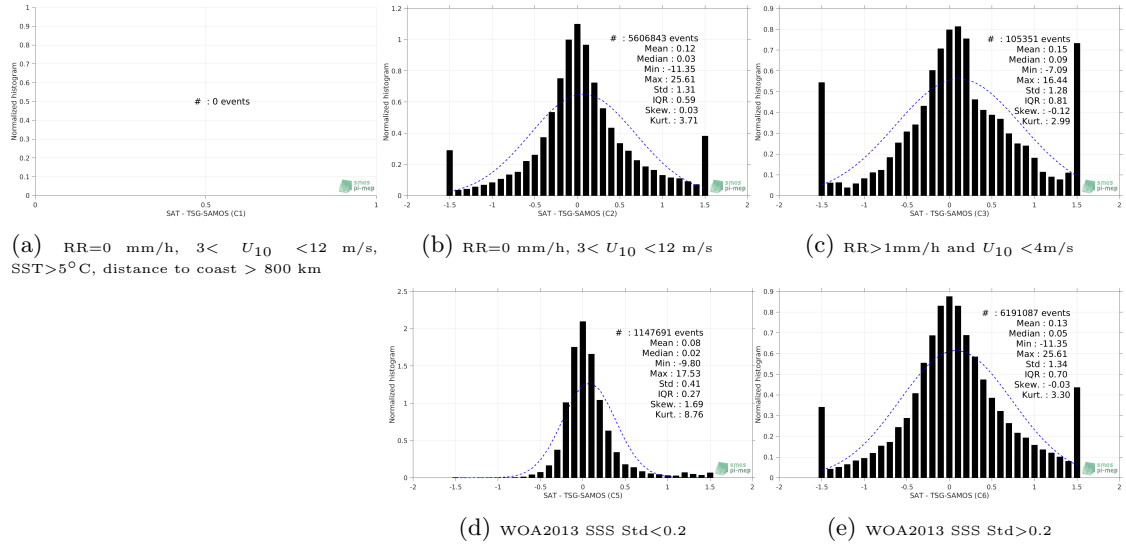 1
0.9
0.8
0.7
0.6
0.5
0.4
0.3
0.2
0.1
0
0
0.5
1
Normalized histogram
# : 0 events
SAT - TSG-SAMOS (C1)
smos
pi-mep
(a) RR=0 mm/h, 3< U10 <12 m/s,
SST>5°C, distance to coast > 800 km
1.2
1
0.8
0.6
0.4
0.2
0
-2
-1.5
-1
-0.5
0
0.5
1
1.5
2
Normalized histogram
# : 5606843 events
Mean : 0.12
Median : 0.03
Min : -11.35
Max : 25.61
Std : 1.31
IQR : 0.59
Skew. : 0.03
Kurt. : 3.71
SAT - TSG-SAMOS (C2)
smos
pi-mep
(b) RR=0 mm/h, 3< U10 <12 m/s
0.9
0.8
0.7
0.6
0.5
0.4
0.3
0.2
0.1
0
-2
-1.5
-1
-0.5
0
0.5
1
1.5
2
Normalized histogram
# : 105351 events
Mean : 0.15
Median : 0.09
Min : -7.09
Max : 16.44
Std : 1.28
IQR : 0.81
Skew. : -0.12
Kurt. : 2.99
SAT - TSG-SAMOS (C3)
smos
pi-mep
(c) RR>1mm/h and U10 <4m/s
2.5
2
1.5
1
0.5
0
-2
-1.5
-1
-0.5
0
0.5
1
1.5
2
Normalized histogram
# : 1147691 events
Mean : 0.08
Median : 0.02
Min : -9.80
Max : 17.53
Std : 0.41
IQR : 0.27
Skew. : 1.69
Kurt. : 8.76
SAT - TSG-SAMOS (C5)
smos
pi-mep
(d) WOA2013 SSS Std<0.2
0.9
0.8
0.7
0.6
0.5
0.4
0.3
0.2
0.1
0
-2
-1.5
-1
-0.5
0
0.5
1
1.5
2
Normalized histogram
# : 6191087 events
Mean : 0.13
Median : 0.05
Min : -11.35
Max : 25.61
Std : 1.34
IQR : 0.70
Skew. : -0.03
Kurt. : 3.30
SAT - TSG-SAMOS (C6)
smos
pi-mep
(e) WOA2013 SSS Std>0.2